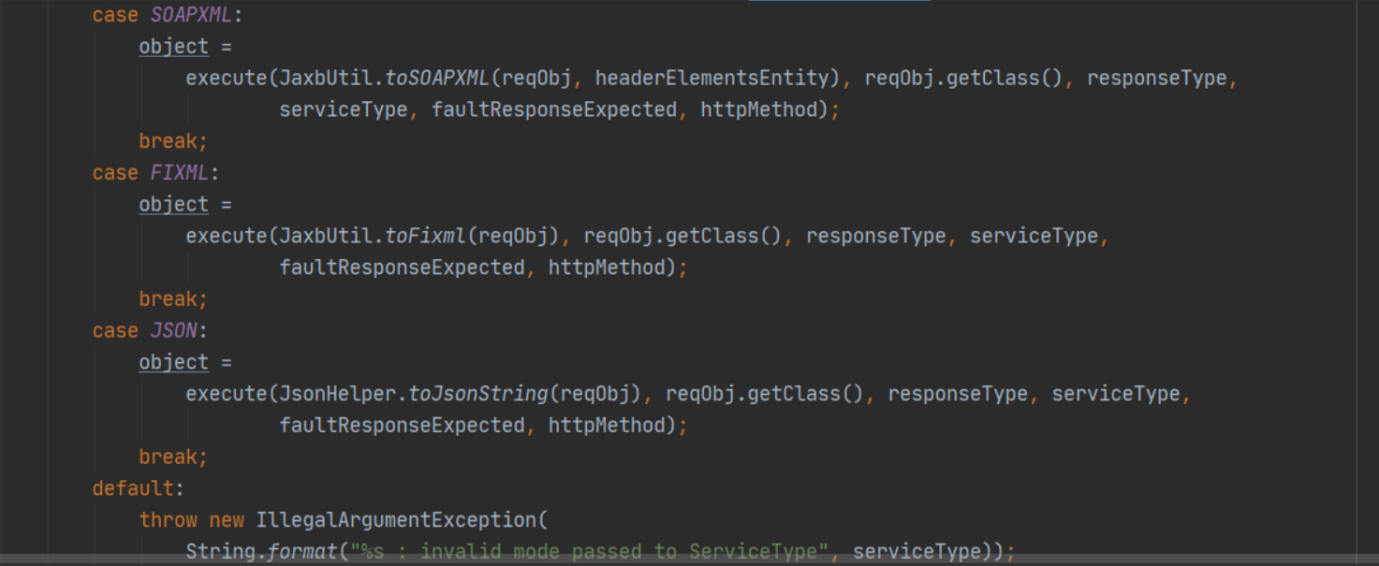 case SOAPXML:
object =
execute(JaxbUtil.toSOAPXML(reqObj, headerElementsEntity), reqObj.getClass(), responseType,
serviceType, faultResponseExpected, httpMethod);
break;
case FIXML:
object =
execute(JaxbUtil.toFixml(reqObj), reqObj.getClass(), responseType, serviceType,
faultResponseExpected, httpMethod);
break;
case JSON:
object =
execute(JsonHelper.toJsonString(reqObj), reqObj.getClass(), responseType, serviceType,
faultResponseExpected, httpMethod);
break;
default:
throw new IllegalArgumentException(
String.format("%s : invalid mode passed to ServiceType", serviceType));